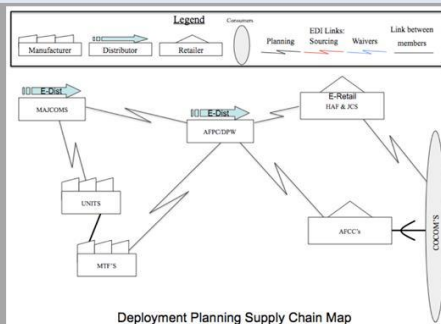 Legend
Consumers
EDI Links:
Link between
Planning Sourcing Waivers members
Manufacturer Distributor Retailer
E-Dist
MAJCOMS
E-Dist
AFPC/DPW
E-Retail
HAF & JCS
UNITS
MTF'S
AFCC's
COCOM'S
Deployment Planning Supply Chain Map